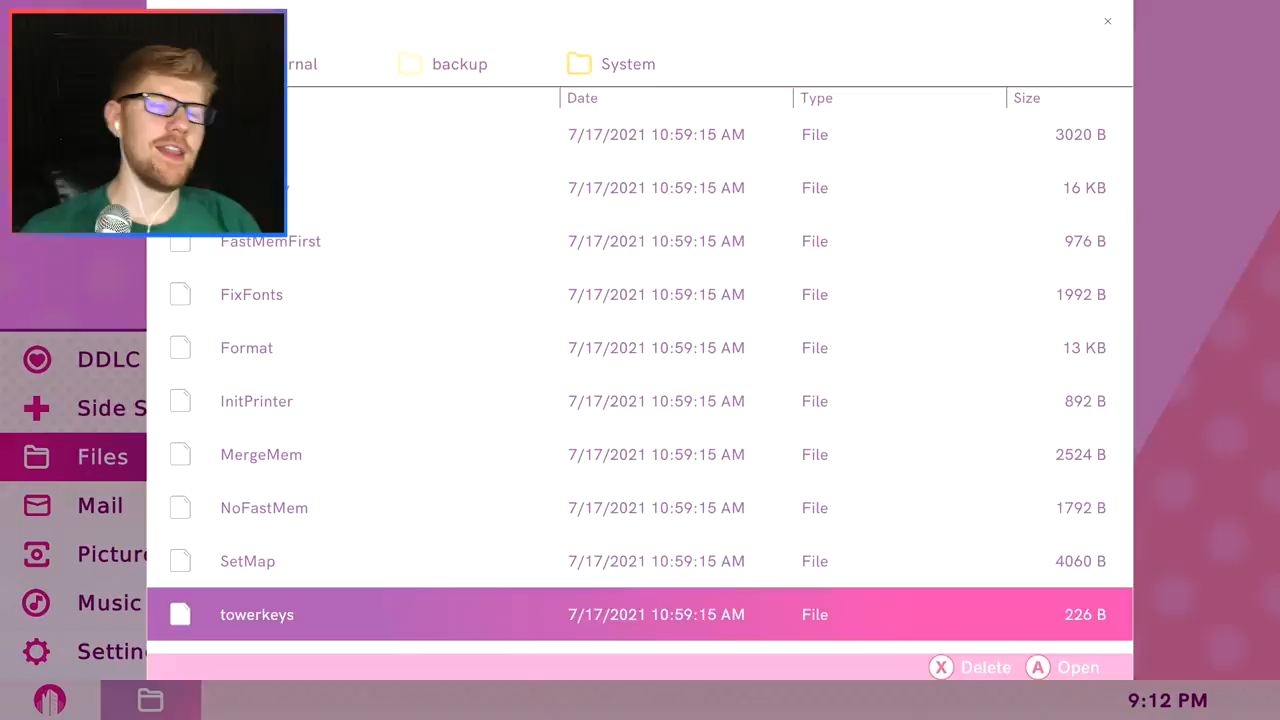 ×
rnal backup System
Date Type Size
7/17/2021 10:59:15 AM File 3020 B
7/17/2021 10:59:15 AM File 16 KB
FastMemFirst 7/17/2021 10:59:15 AM File 976 B
FixFonts 7/17/2021 10:59:15 AM File 1992 B
Format 7/17/2021 10:59:15 AM File 13 KB
InitPrinter 7/17/2021 10:59:15 AM File 892 B
MergeMem 7/17/2021 10:59:15 AM File 2524 B
NoFastMem 7/17/2021 10:59:15 AM File 1792 B
SetMap 7/17/2021 10:59:15 AM File 4060 B
towerkeys 7/17/2021 10:59:15 AM File 226 B
DDLC
Side S
Files
Mail
Picture
Music
Settin
X Delete A Open
9:12 PM